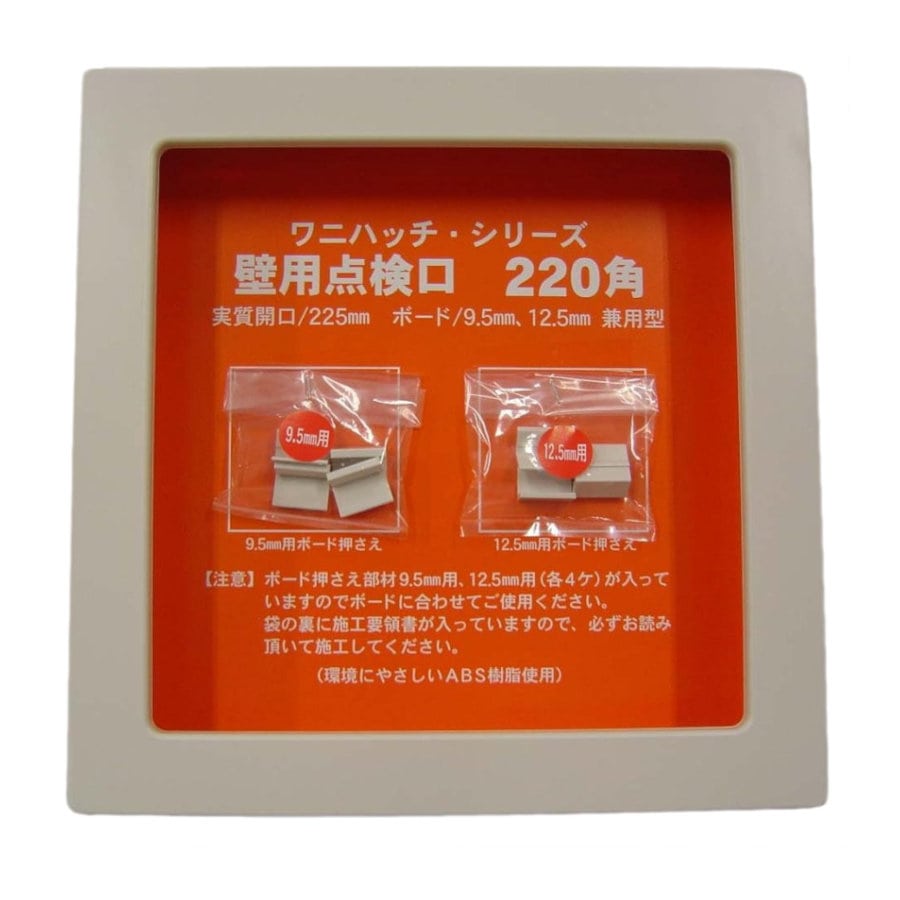 ワニハッチ・シリーズ
壁用点検口 220角
実質開口/225mm ボード/9.5mm、12.5mm 兼用型
9.5mm用
12.5mm用
9.5mm用ボード押さえ
12.5mm用ボード押さえ
【注意】ボード押さえ部材9.5mm用、12.5mm用(各4ケ)が入って
いますのでボードに合わせてご使用ください。
袋の裏に施工要領書が入っていますので、必ずお読み
頂いて施工してください。
(環境にやさしいABS樹脂使用)